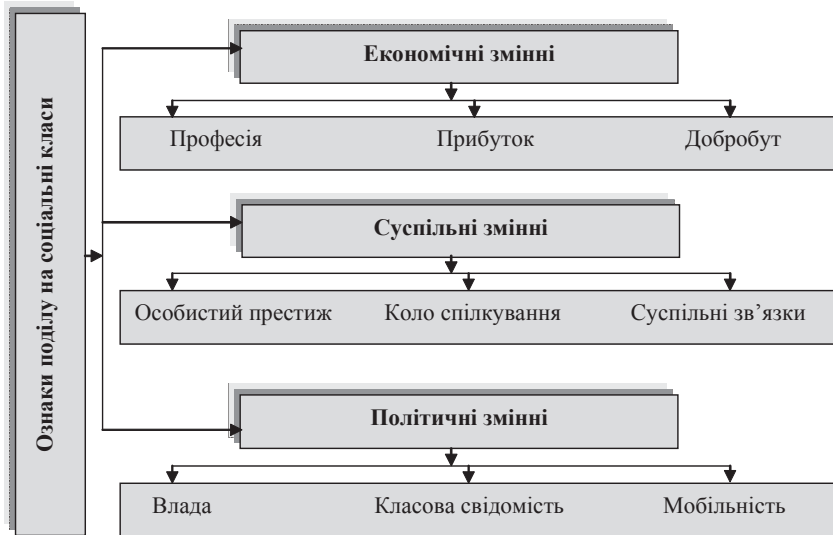 Ознаки поділу на соціальні класи
Економічні змінні
Професія Прибуток Добробут
Суспільні змінні
Особистий престиж Коло спілкування Суспільні зв’язки
Політичні змінні
Влада Класова свідомість Мобільність